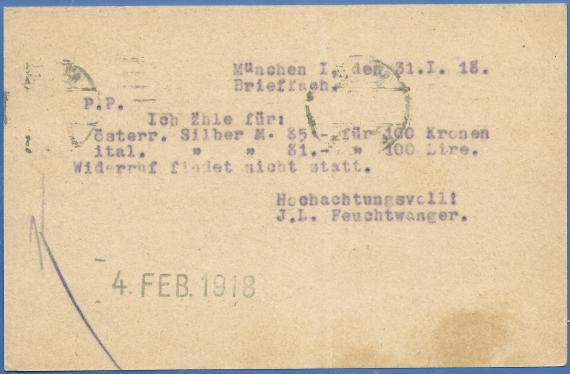 München I, den 31.I. 18.
Brieffach.
P.P.
Ich zhle für:
österr. Silber M. 85.- für 100 Kronen
ital. " " 81.- " 100 Lire.
Widerruf findet nicht statt.
Hochachtungsvoll!
J.L. Feuchtwanger.
4. FEB. 1918